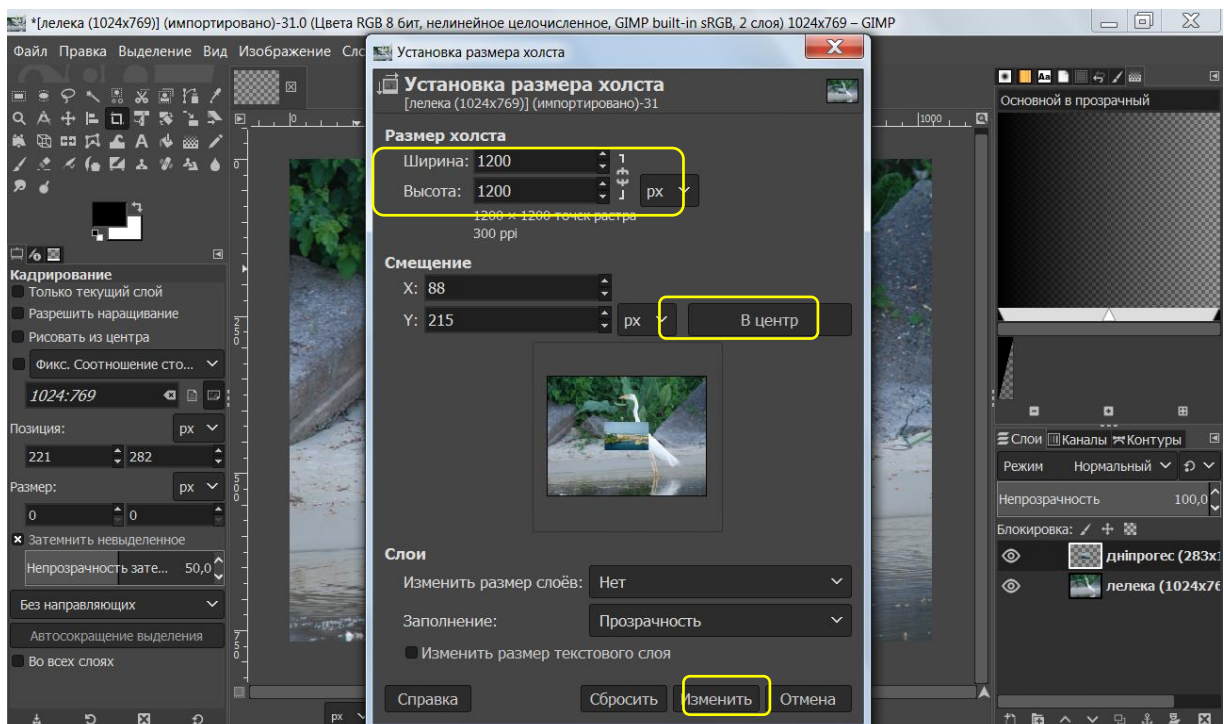 *[лелека (1024x769)] (импортировано)-31.0 (Цвета RGB 8 бит, нелинейное целочисленное, GIMP built-in sRGB, 2 слоя) 1024x769 – GIMP
Файл Правка Выделение Вид Изображение
Установка размера холста
Установка размера холста
[лелека (1024x769)] (импортировано)-31
Размер холста
Ширина: 1200
Высота: 1200 px
1200 × 1200 точек растра
300 ppi
Смещение
X: 88
Y: 215 px В центр
Слои
Изменить размер слоёв: Нет
Заполнение: Прозрачность
Изменить размер текстового слоя
Справка Сбросить Изменить Отмена
Кадрирование
Только текущий слой
Разрешить наращивание
Рисовать из центра
Фикс. Соотношение сто...
1024:769
Позиция: px
221 282
Размер: px
0 0
Затемнить невыделенное
Непрозрачность зате... 50,0
Без направляющих
Автосокращение выделения
Во всех слоях
0
250
500
750
1000
px
Основной в прозрачный
Слои Каналы Контуры
Режим Нормальный
Непрозрачность 100,0
Блокировка:
дніпрогес (283x
лелека (1024x76